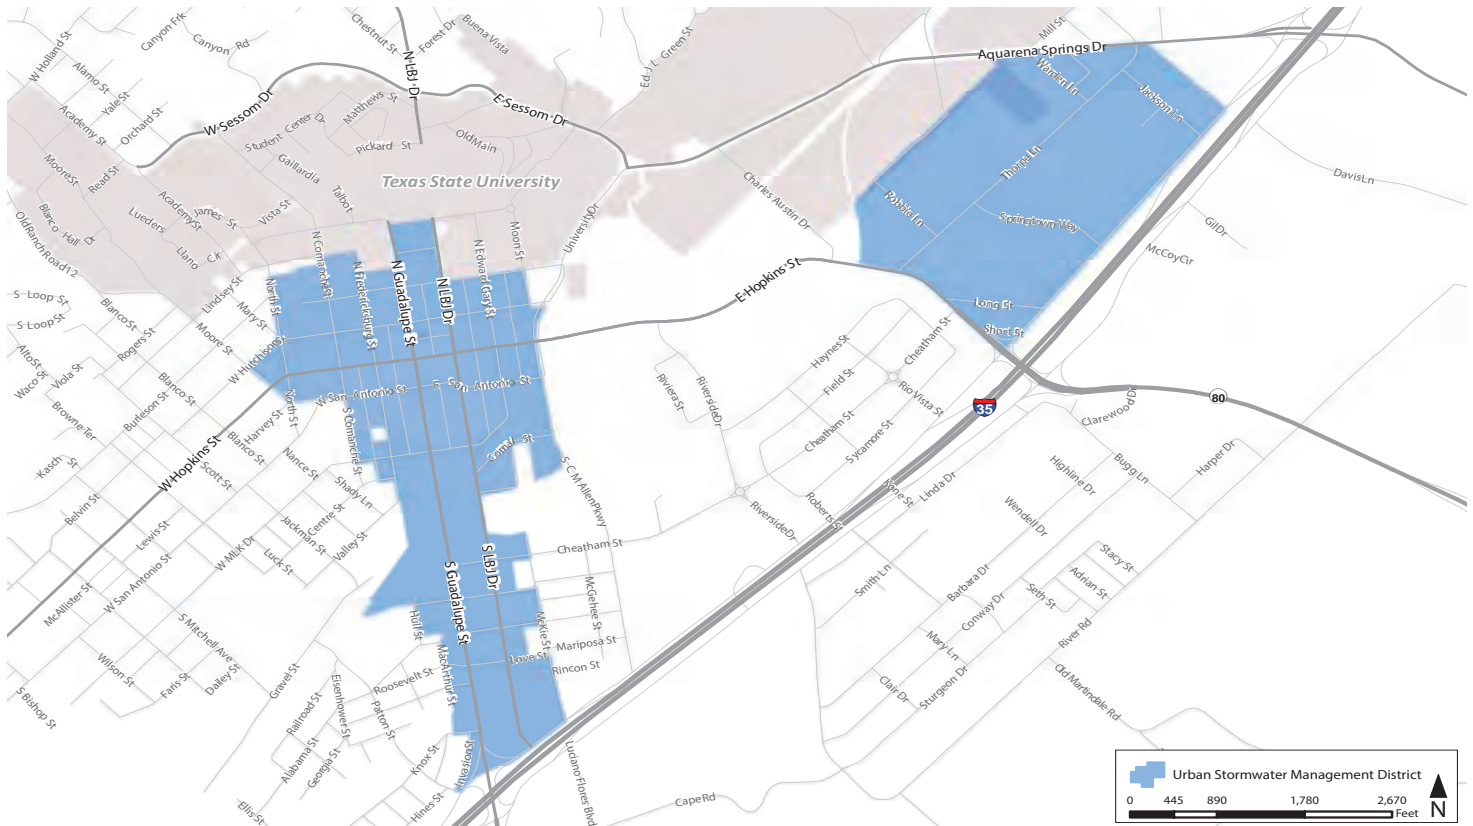 Canyon Frk
Canyon Rd
Chestnut St
Forest Dr
Buena Vista
Ed J L Green St
Mill St
Aquarena Springs Dr
W Holland St
Alamo St
Yale St
Orchard St
Academy St
W Sessom Dr
N LBJ Dr
E Sessom Dr
Matthews St
Student Center Dr
Pickard St
Old Main
Gaillardia
Talbot
Texas State University
Warden Ln
Jackson Ln
Thorpe Ln
Robbie Ln
Springtown Way
Davis Ln
Gil Dr
McCoy Cir
Charles Austin Dr
University Dr
Moore St
Read St
Academy St
James St
Vista St
Lueders
Llano Cir
Blanco Hall Dr
Old Ranch Road 12
N Comanche St
N Fredericksburg St
N Guadalupe St
N LBJ Dr
N Edward Gary St
Moon St
E Hopkins St
Long St
Short St
S Loop St
S Loop St
Lindsey St
North St
Mary St
Moore St
W Hutchison St
Blanco St
Rogers St
Alto St
Waco St
Viola St
Blanco St
Burleson St
Browne Ter
W San Antonio St
E San Antonio St
North St
Harvey St
S Comanche St
Comal St
Riviera St
Riverside Dr
Haynes St
Field St
Cheatham St
Rio Vista St
Cheatham St
Sycamore St
35
80
Clarewood Dr
Harper Dr
Bugg Ln
Highline Dr
Wendell Dr
Linda Dr
Kone St
Roberts St
Riverside Dr
Kasch St
W Hopkins St
Blanco St
Scott St
Nance St
Shady Ln
Belvin St
Lewis St
Centre St
Jackman St
Valley St
W MLK Dr
Luck St
S C M Allen Pkwy
Cheatham St
S LBJ Dr
S Guadalupe St
McGehee St
McKie St
Mariposa St
Love St
Rincon St
McAllister St
W San Antonio St
Hull St
S Mitchell Ave
Wilson St
Faris St
Dailey St
Gravel St
S Bishop St
Roosevelt St
MacArthur St
Eisenhower St
Patton St
Railroad St
Alabama St
Georgia St
Knox St
Invasion St
Hines St
Ellis St
Luciano Flores Blvd
Cape Rd
Smith Ln
Barbara Dr
Conway Dr
Seth St
Adrian St
Stacy St
River Rd
Mary Ln
Clair Dr
Sturgeon Dr
Old Martindale Rd
Urban Stormwater Management District
0 445 890 1,780 2,670
Feet
N